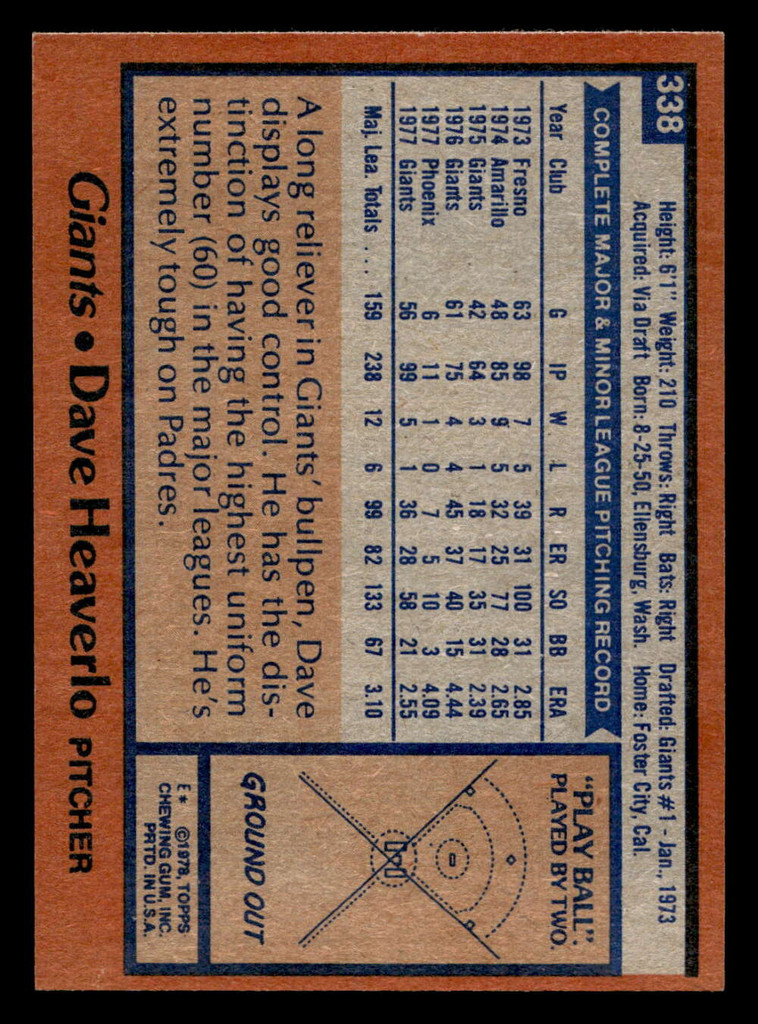 338
Height: 6'1" Weight: 210 Throws: Right Bats: Right Drafted: Giants #1 - Jan., 1973
Acquired: Via Draft Born: 8-25-50, Ellensburg, Wash. Home: Foster City, Cal.
COMPLETE MAJOR & MINOR LEAGUE PITCHING RECORD
Year Club G IP W L R ER SO BB ERA
1973 Fresno 63 98 7 5 39 31 100 31 2.85
1974 Amarillo 48 85 9 5 32 25 77 28 2.65
1975 Giants 42 64 3 1 18 17 35 31 2.39
1976 Giants 61 75 4 4 45 37 40 15 4.44
1977 Phoenix 6 11 1 0 7 5 10 3 4.09
1977 Giants 56 99 5 1 36 28 58 21 2.55
Maj. Lea. Totals ... 159 238 12 6 99 82 133 67 3.10
A long reliever in Giants' bullpen, Dave
displays good control. He has the dis-
tinction of having the highest uniform
number (60) in the major leagues. He's
extremely tough on Padres.
"PLAY BALL":
PLAYED BY TWO.
GROUND OUT
E* ©1978, TOPPS
CHEWING GUM, INC.
PRTD. IN U.S.A.
Giants • Dave Heaverlo PITCHER